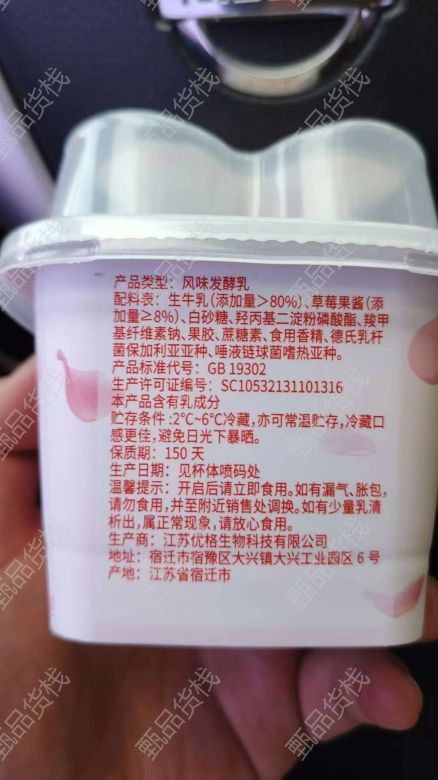 产品类型: 风味发酵乳
配料表: 生牛乳(添加量＞80%)、草莓果酱(添
加量≥8%)、白砂糖、羟丙基二淀粉磷酸酯、羧甲
基纤维素钠、果胶、蔗糖素、食用香精、德氏乳杆
菌保加利亚亚种、唾液链球菌嗜热亚种。
产品标准代号: GB 19302
生产许可证编号: SC10532131101316
本产品含有乳成分
贮存条件:2℃~6℃冷藏,亦可常温贮存,冷藏口
感更佳,避免日光下暴晒。
保质期: 150 天
生产日期: 见杯体喷码处
温馨提示: 开启后请立即食用。如有漏气、胀包,
请勿食用,并至附近销售处调换。如有少量乳清
析出,属正常现象,请放心食用。
生产商: 江苏优格生物科技有限公司
地址: 宿迁市宿豫区大兴镇大兴工业园区 6 号
产地: 江苏省宿迁市
甄品货栈